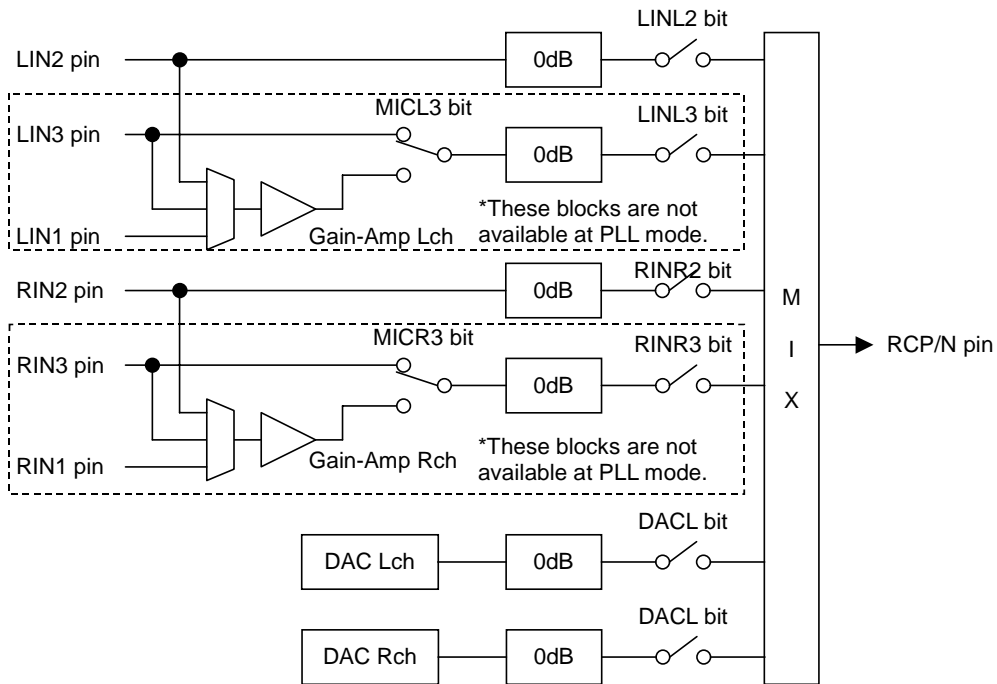 LINL2 bit
LIN2 pin
0dB
MICL3 bit
LINL3 bit
LIN3 pin
0dB
*These blocks are not
available at PLL mode.
LIN1 pin
Gain-Amp Lch
RINR2 bit
RIN2 pin
0dB
MICR3 bit
RINR3 bit
RIN3 pin
0dB
*These blocks are not
available at PLL mode.
RIN1 pin
Gain-Amp Rch
M
I
X
RCP/N pin
DACL bit
DAC Lch
0dB
DACL bit
DAC Rch
0dB